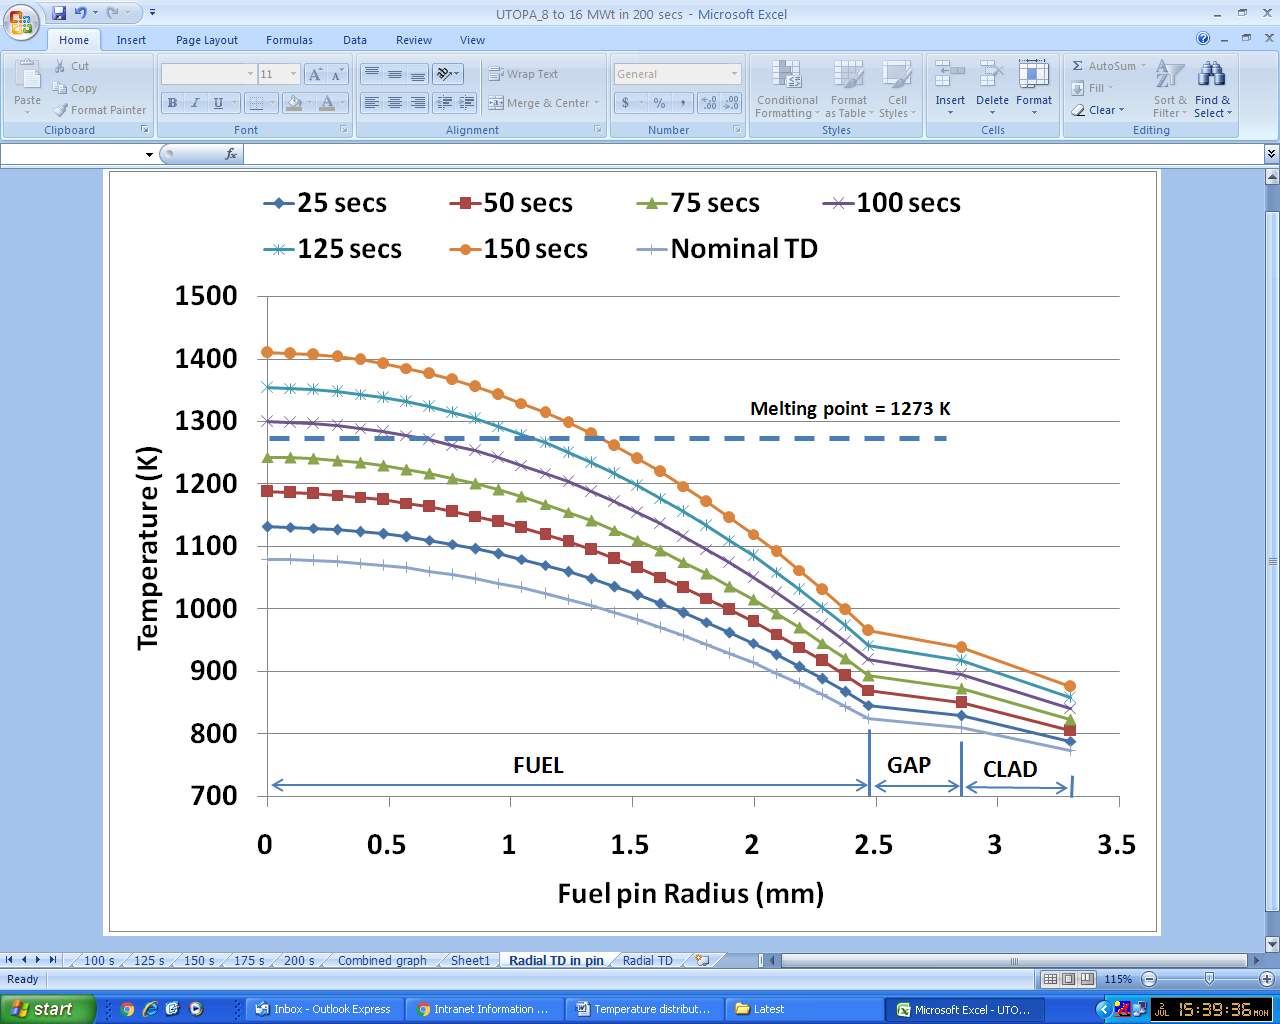 UTOPA_8 to 16 MWt in 200 secs - Microsoft Excel
Home Insert Page Layout Formulas Data Review View
Cut
Copy
Format Painter
Paste
Clipboard
11
A A
B I U
A
Font
Wrap Text
Merge & Center
Alignment
General
$ % ,
Number
Conditional Formatting
Format as Table
Cell Styles
Styles
Insert Delete Format
Cells
Σ AutoSum
Fill
Clear
Sort & Filter
Find & Select
Editing
fx
25 secs 50 secs 75 secs 100 secs
125 secs 150 secs Nominal TD
1500
1400
1300
1200
1100
1000
900
800
700
Temperature (K)
Melting point = 1273 K
FUEL GAP CLAD
0 0.5 1 1.5 2 2.5 3 3.5
Fuel pin Radius (mm)
100 s 125 s 150 s 175 s 200 s Combined graph Sheet1 Radial TD in pin Radial TD
Ready 115%
start Inbox - Outlook Express Intranet Information ... Temperature distribut... Latest Microsoft Excel - UTO... 2 JUL 15:39:36 MON